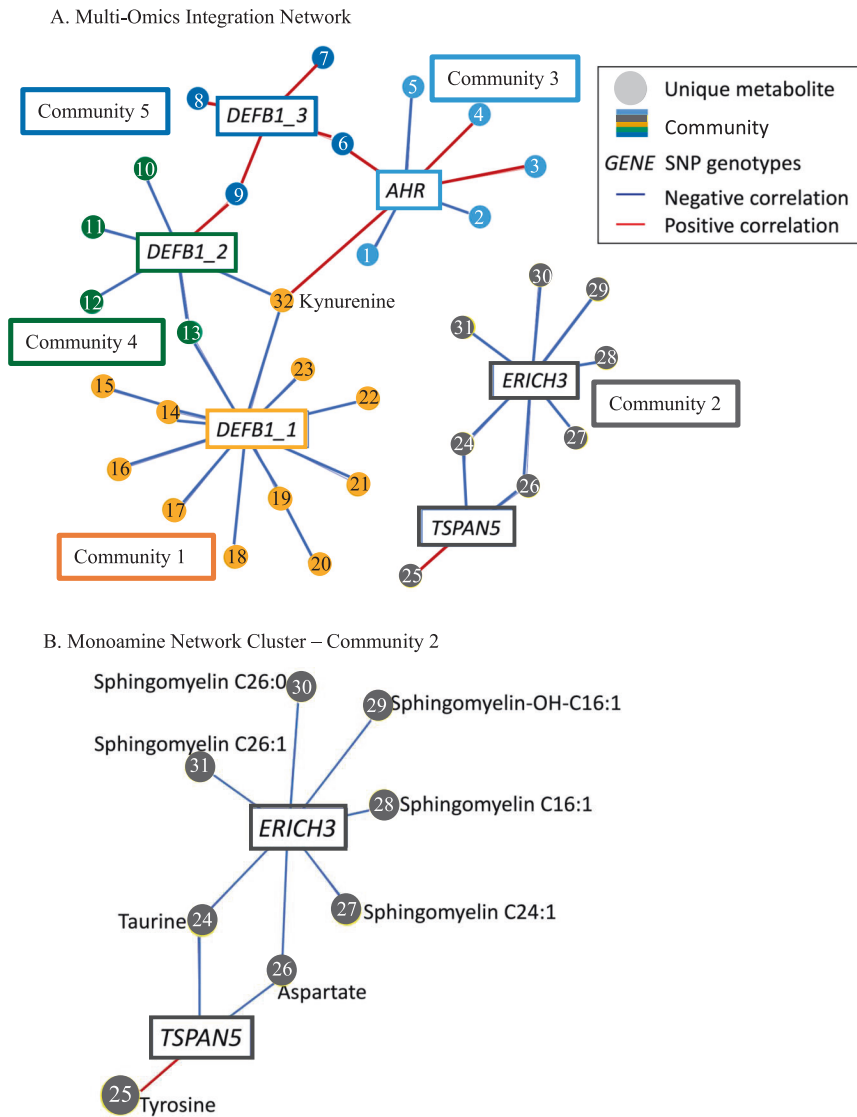 A. Multi-Omics Integration Network
7
8
Community 5
DEFB1_3
5
Community 3
4
6
3
AHR
2
1
10
9
11
DEFB1_2
12
32 Kynurenine
13
Community 4
Unique metabolite
Community
GENE SNP genotypes
Negative correlation
Positive correlation
30
29
31
28
ERICH3
Community 2
24
27
26
TSPAN5
25
23
15
22
14
DEFB1_1
16
21
19
17
18
20
Community 1
B. Monoamine Network Cluster – Community 2
Sphingomyelin C26:0 30
29 Sphingomyelin-OH-C16:1
Sphingomyelin C26:1
31
28 Sphingomyelin C16:1
ERICH3
27 Sphingomyelin C24:1
Taurine 24
26
Aspartate
TSPAN5
25
Tyrosine